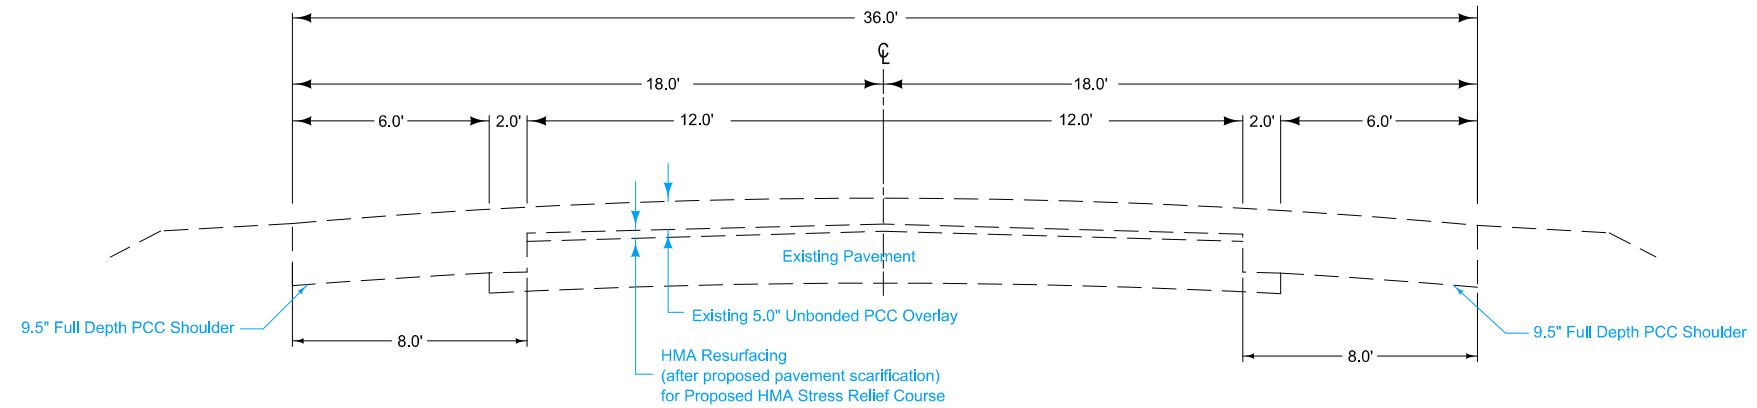 36.0'
℄
18.0'
18.0'
6.0'
2.0'
12.0'
12.0'
2.0'
6.0'
Existing Pavement
Existing 5.0" Unbonded PCC Overlay
9.5" Full Depth PCC Shoulder
9.5" Full Depth PCC Shoulder
8.0'
8.0'
HMA Resurfacing
(after proposed pavement scarification)
for Proposed HMA Stress Relief Course